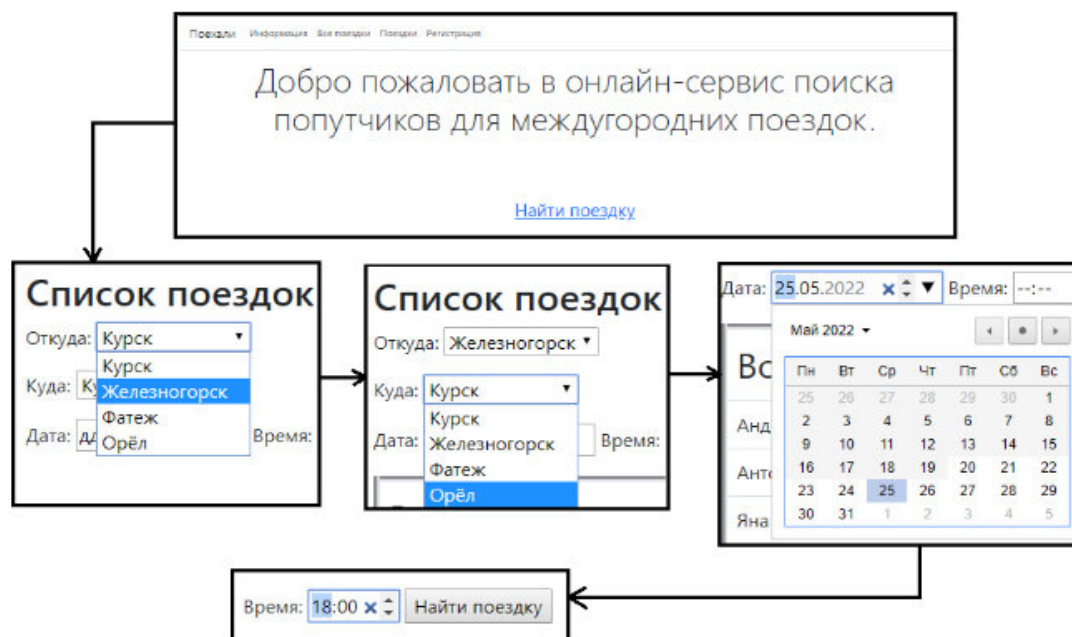 Поехали Информация Все поездки Поездки Регистрация
Добро пожаловать в онлайн-сервис поиска
попутчиков для междугородних поездок.
Найти поездку
Список поездок
Откуда: Курск
Курск
Куда: Ку
Железногорск
Фатеж
Дата: дд
Орёл
Время:
Список поездок
Откуда: Железногорск
Куда: Курск
Курск
Дата: Железногорск Время:
Фатеж
Орёл
Дата: 25.05.2022 Время: --:--
Май 2022
Вс
Пн Вт Ср Чт Пт Сб Вс
25 26 27 28 29 30 1
Анд
2 3 4 5 6 7 8
9 10 11 12 13 14 15
Анто
16 17 18 19 20 21 22
23 24 25 26 27 28 29
Яна
30 31 1 2 3 4 5
Время: 18:00 Найти поездку